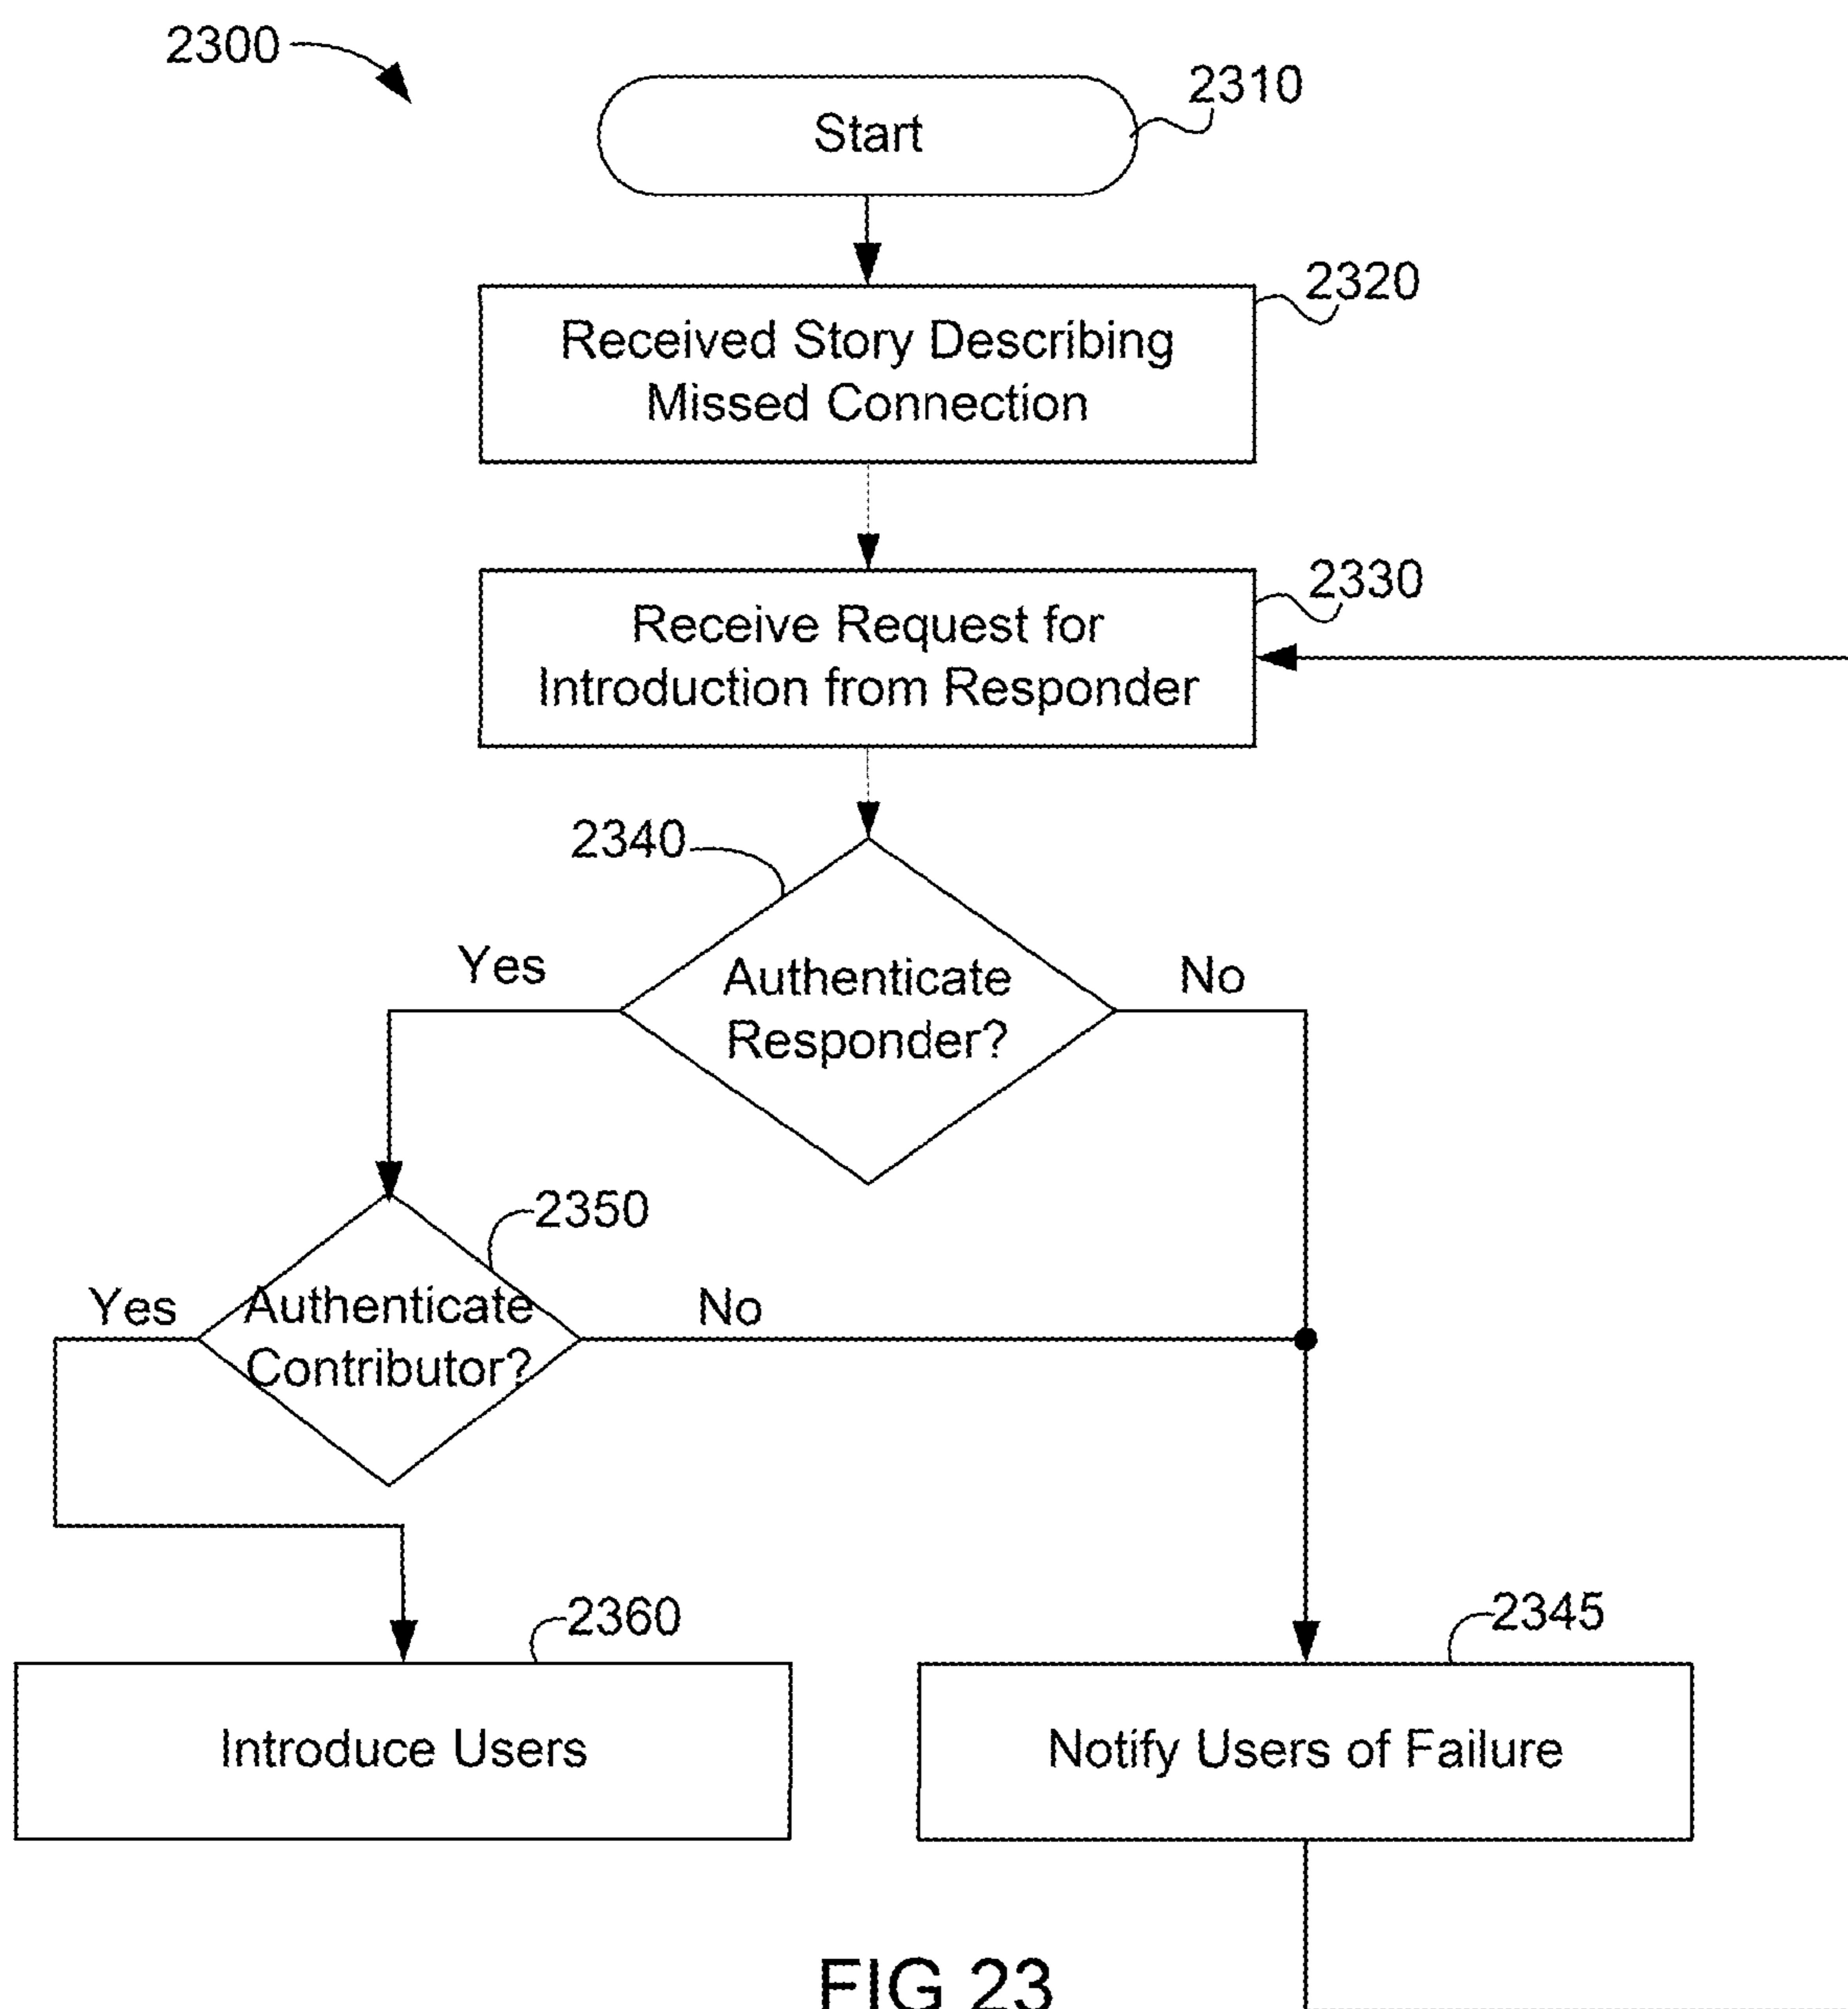 2300
Start
2310
Received Story Describing
Missed Connection
2320
Receive Request for
Introduction from Responder
2330
2340
Yes
Authenticate
Responder?
No
2350
Yes
Authenticate
Contributor?
No
2360
Introduce Users
2345
Notify Users of Failure
FIG 23